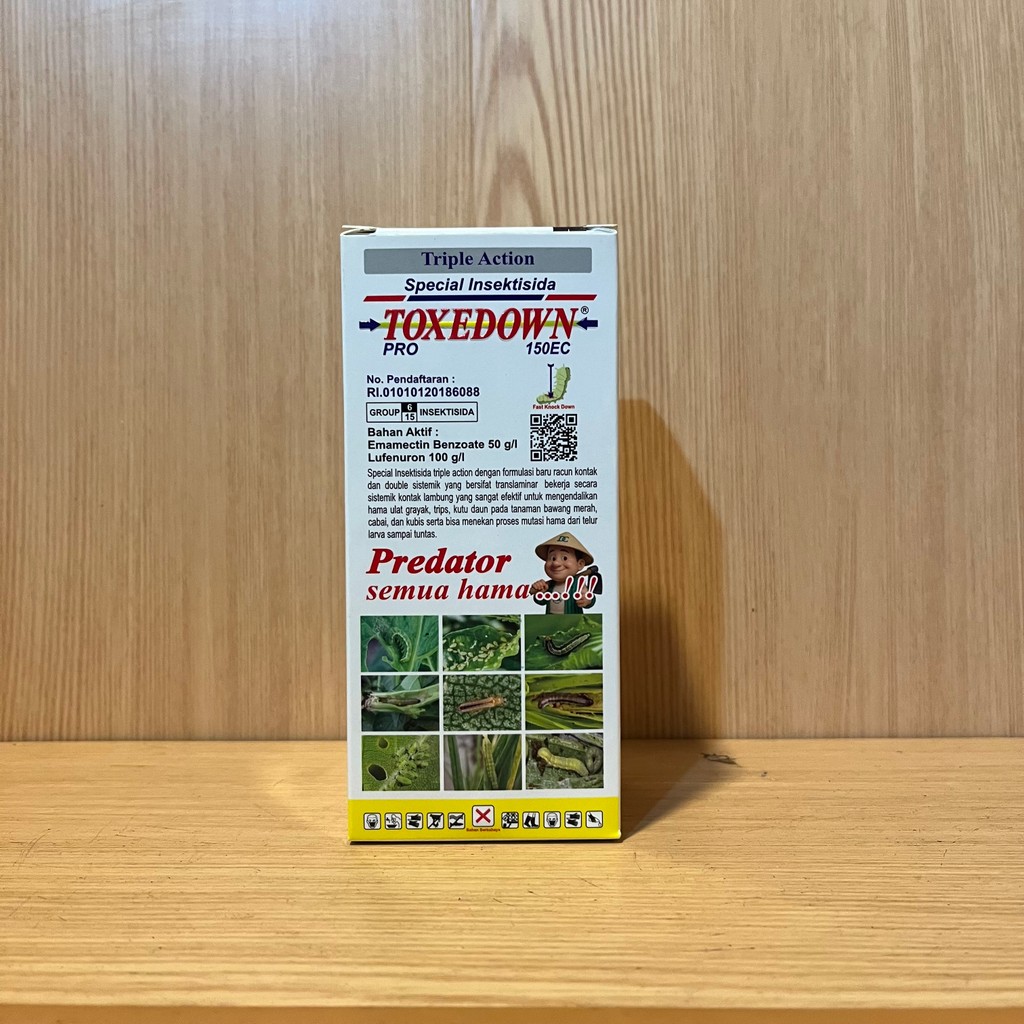 Triple Action
Special Insektisida
TOXEDOWN®
PRO 150EC
No. Pendaftaran :
RI.01010120186088
Fast Knock Down
GROUP 6 15 INSEKTISIDA
Bahan Aktif :
Emamectin Benzoate 50 g/l
Lufenuron 100 g/l
Special Insektisida triple action dengan formulasi baru racun kontak
dan double sistemik yang bersifat translaminar bekerja secara
sistemik kontak lambung yang sangat efektif untuk mengendalikan
hama ulat grayak, trips, kutu daun pada tanaman bawang merah,
cabai, dan kubis serta bisa menekan proses mutasi hama dari telur
larva sampai tuntas.
Predator
semua hama...!!!
Bahan Berbahaya